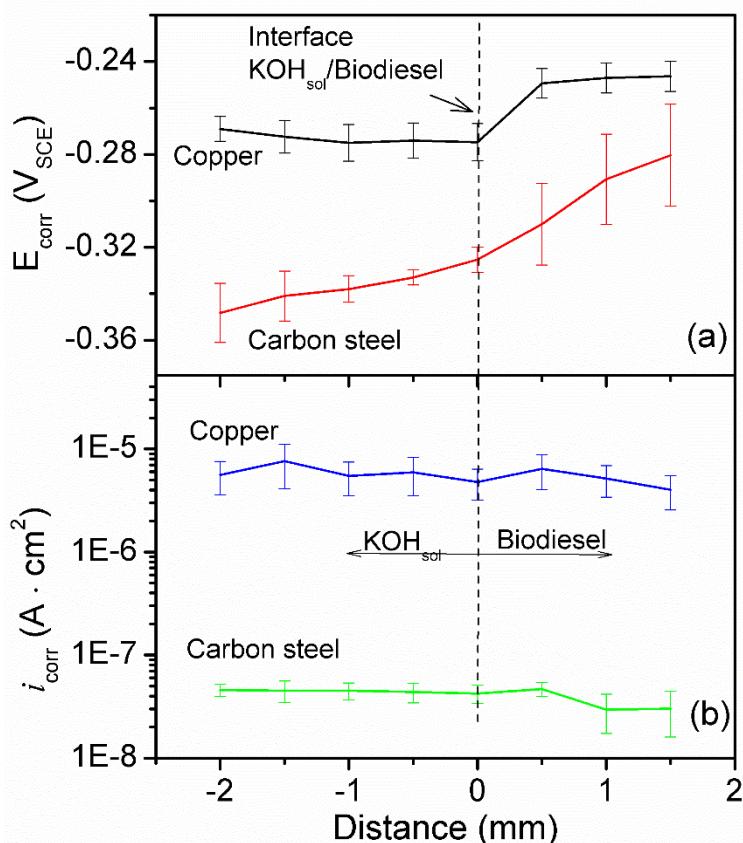 Interface
KOHsol/Biodiesel
-0.24
Copper
-0.28
Ecorr (VSCE)
-0.32
-0.36
Carbon steel
(a)
Copper
1E-5
KOHsol
Biodiesel
1E-6
icorr (A · cm²)
Carbon steel
1E-7
(b)
1E-8
-2 -1 0 1 2
Distance (mm)